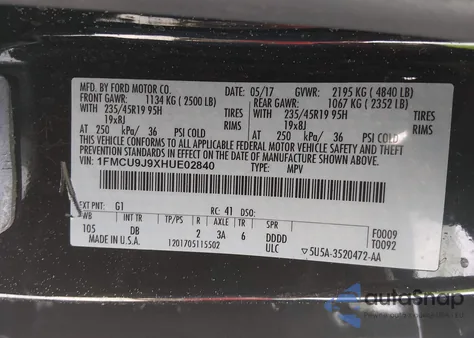 MFD. BY FORD MOTOR CO. 05/17 GVWR: 2195 KG (4840 LB)
FRONT GAWR: 1134 KG (2500 LB) REAR GAWR: 1067 KG (2352 LB)
WITH 235/45R19 95H TIRES WITH 235/45R19 95H TIRES
19x8J RIMS 19x8J RIMS
AT 250 kPa/ 36 PSI COLD AT 250 kPa/ 36 PSI COLD
THIS VEHICLE CONFORMS TO ALL APPLICABLE FEDERAL MOTOR VEHICLE SAFETY AND THEFT PREVENTION STANDARDS IN EFFECT ON THE DATE OF MANUFACTURE SHOWN ABOVE.
VIN: 1FMCU9J9XHUE02840 TYPE: MPV
EXT PNT: G1 RC: 41 DSO: F0009
WB INT TR TP/PS R AXLE TR SPR T0092
105 DB 2 3A 6 DDDD
MADE IN U.S.A. 1201705115502 ULC ▽5U5A-3520472-AA
autoSnap